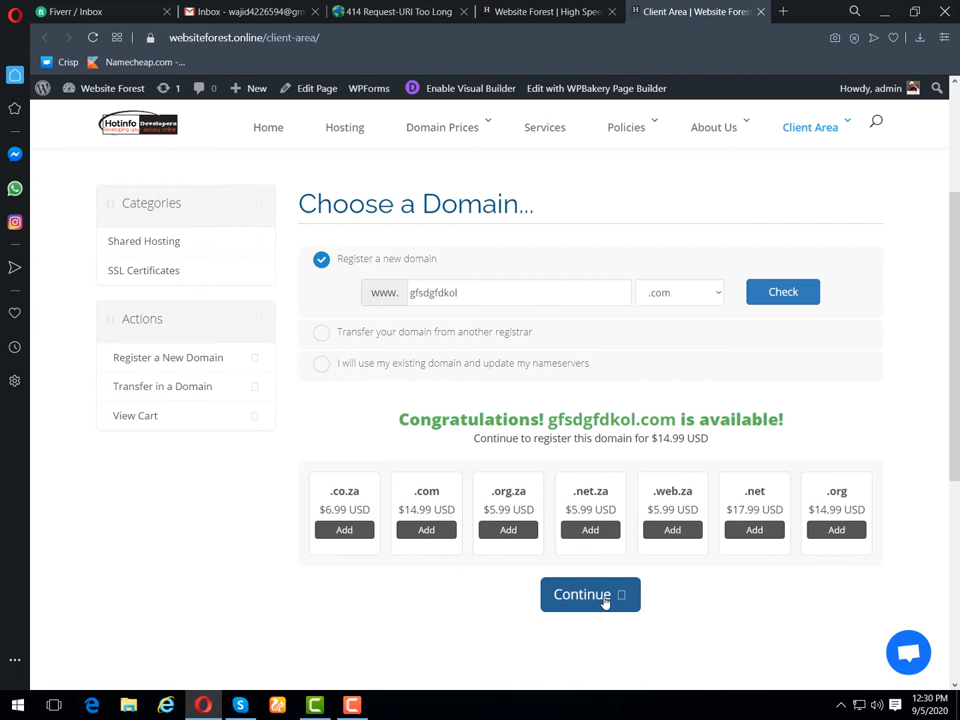 Fiverr / Inbox
Inbox - wajid4226594@gm
414 Request-URI Too Long
Website Forest | High Spee
Client Area | Website Fores
websiteforest.online/client-area/
Crisp
Namecheap.com -...
Website Forest
1
0
New
Edit Page
WPForms
Enable Visual Builder
Edit with WPBakery Page Builder
Howdy, admin
Hotinfo Developers
Home
Hosting
Domain Prices
Services
Policies
About Us
Client Area
Categories
Shared Hosting
SSL Certificates
Actions
Register a New Domain
Transfer in a Domain
View Cart
Choose a Domain...
Register a new domain
www.
gfsdgfdkol
.com
Check
Transfer your domain from another registrar
I will use my existing domain and update my nameservers
Congratulations! gfsdgfdkol.com is available!
Continue to register this domain for $14.99 USD
.co.za .com .org.za .net.za .web.za .net .org
$6.99 USD $14.99 USD $5.99 USD $5.99 USD $5.99 USD $17.99 USD $14.99 USD
Add Add Add Add Add Add Add
Continue
12:30 PM
9/5/2020